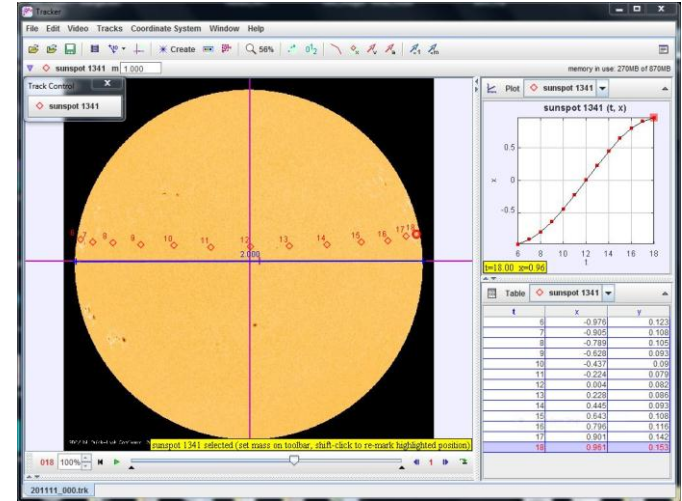 Tracker
File Edit Video Tracks Coordinate System Window Help
Create 56%
sunspot 1341 m 1.000
memory in use: 270MB of 870MB
Track Control X
sunspot 1341
6 7 8 9 10 11 12 13 14 15 16 17 18
2.000
sunspot 1341 selected (set mass on toolbar, shift-click to re-mark highlighted position)
018 100% 1
201111_000.trk
Plot sunspot 1341
sunspot 1341 (t, x)
0.5
x 0
-0.5
6 8 10 12 14 16 18
t
t=18.00 x=0.96
Table sunspot 1341
t x y
6 -0.976 0.123
7 -0.905 0.108
8 -0.789 0.105
9 -0.628 0.093
10 -0.437 0.09
11 -0.224 0.079
12 0.004 0.082
13 0.228 0.086
14 0.445 0.093
15 0.643 0.108
16 0.796 0.116
17 0.901 0.142
18 0.961 0.153